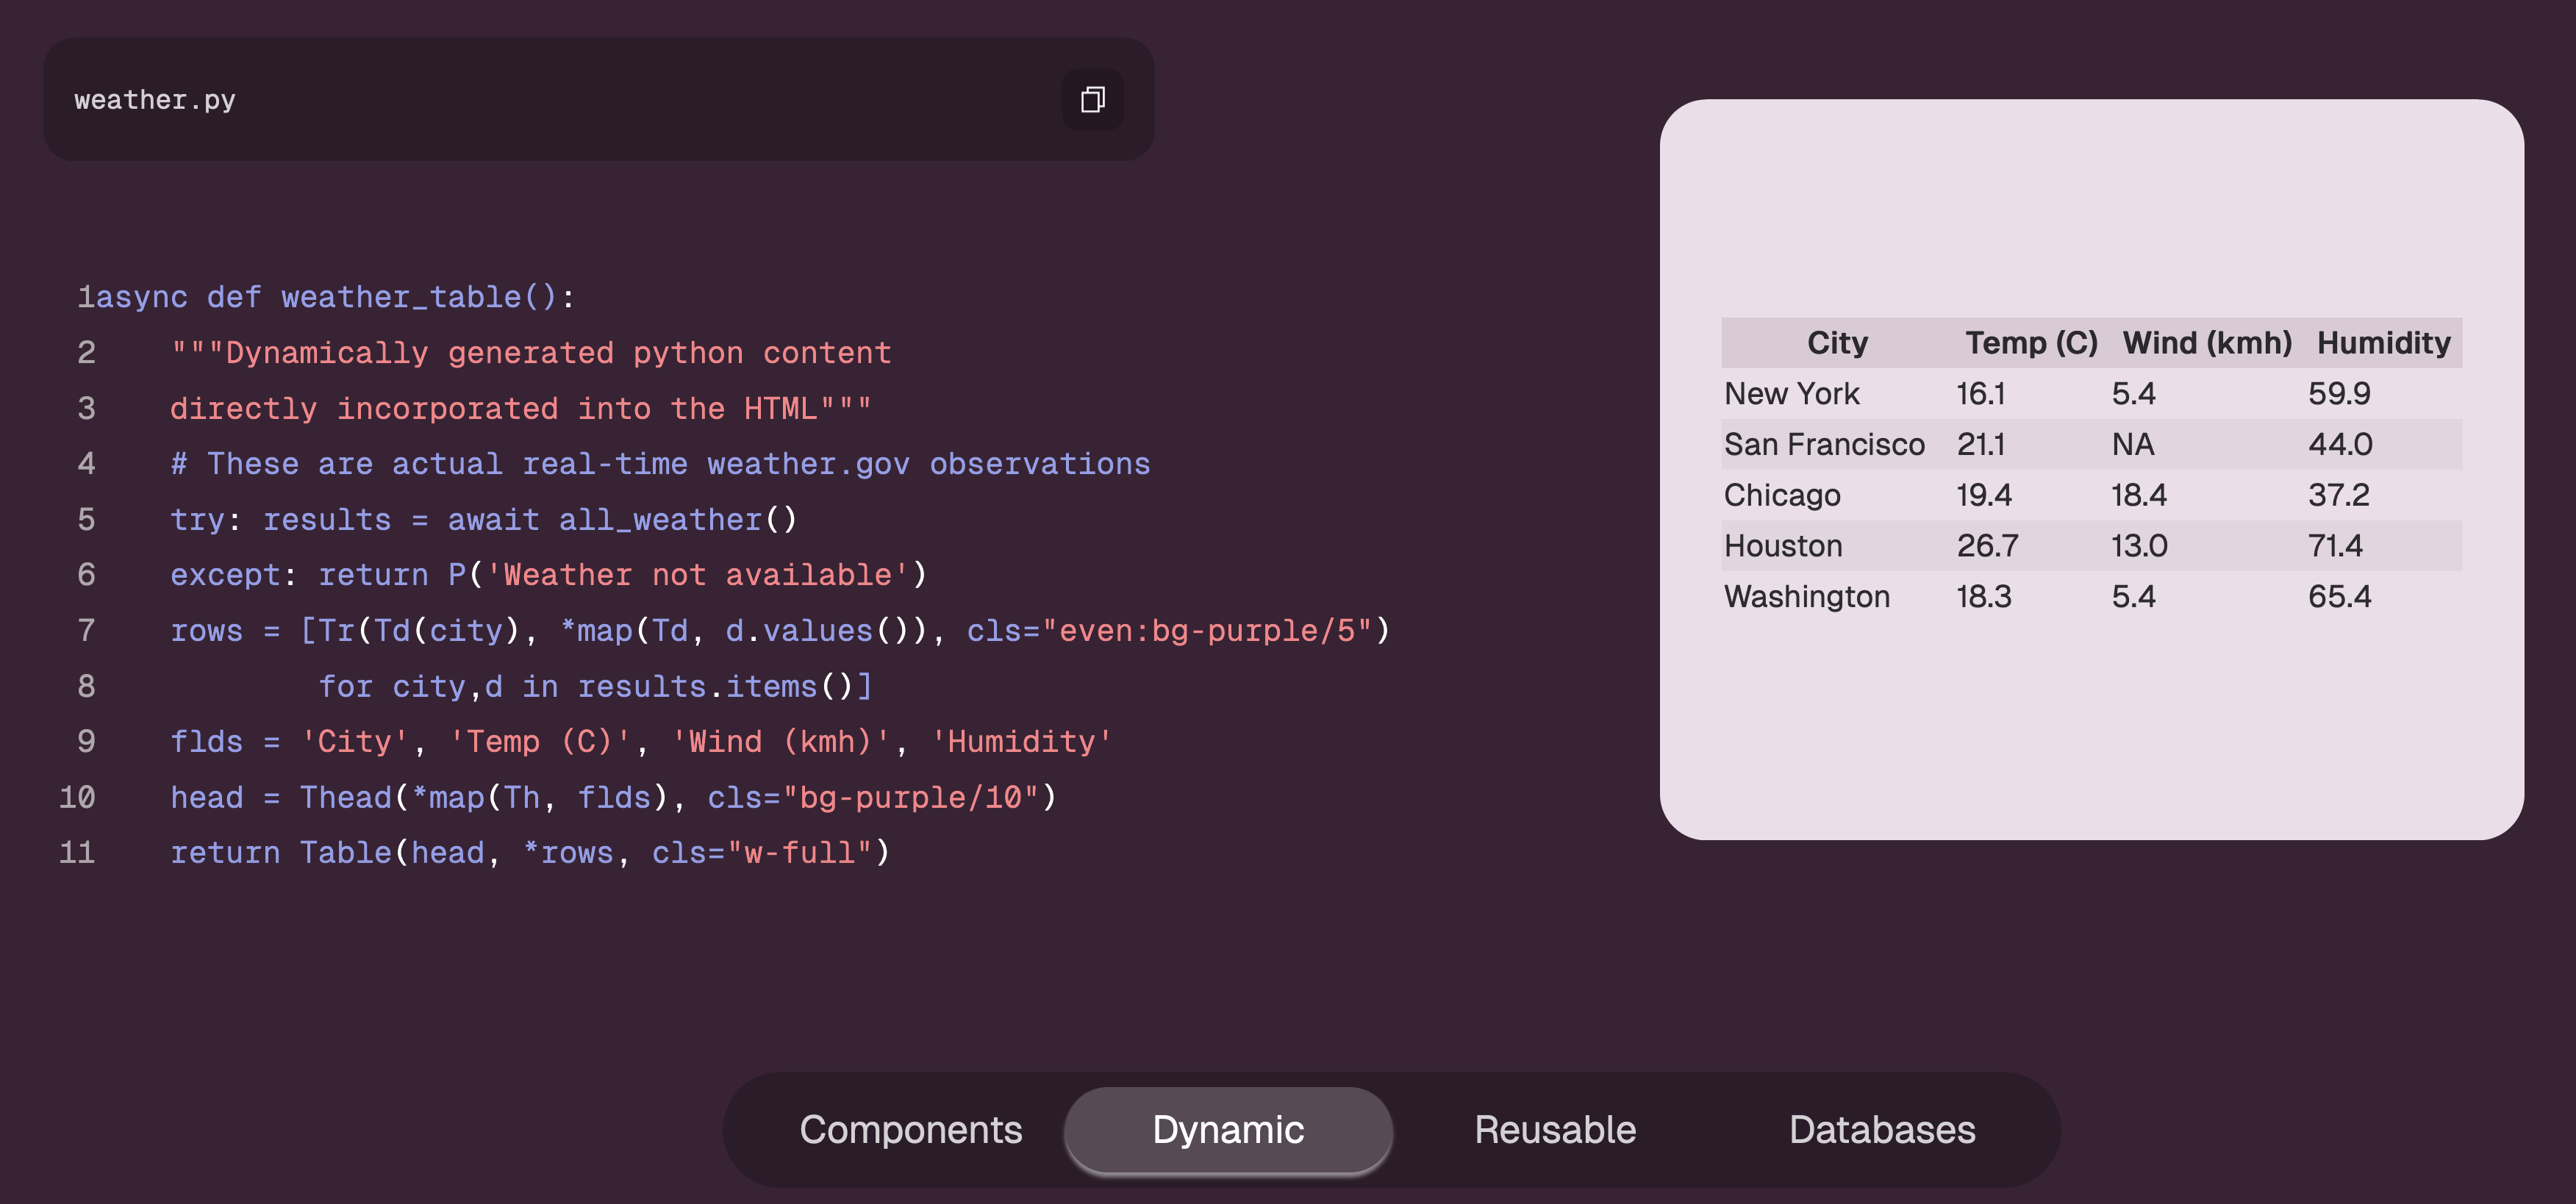 weather.py
1async def weather_table():
2    """Dynamically generated python content
3    directly incorporated into the HTML"""
4    # These are actual real-time weather.gov observations
5    try: results = await all_weather()
6    except: return P('Weather not available')
7    rows = [Tr(Td(city), *map(Td, d.values()), cls="even:bg-purple/5")
8            for city,d in results.items()]
9    flds = 'City', 'Temp (C)', 'Wind (kmh)', 'Humidity'
10    head = Thead(*map(Th, flds), cls="bg-purple/10")
11    return Table(head, *rows, cls="w-full")
City Temp (C) Wind (kmh) Humidity
New York 16.1 5.4 59.9
San Francisco 21.1 NA 44.0
Chicago 19.4 18.4 37.2
Houston 26.7 13.0 71.4
Washington 18.3 5.4 65.4
Components Dynamic Reusable Databases